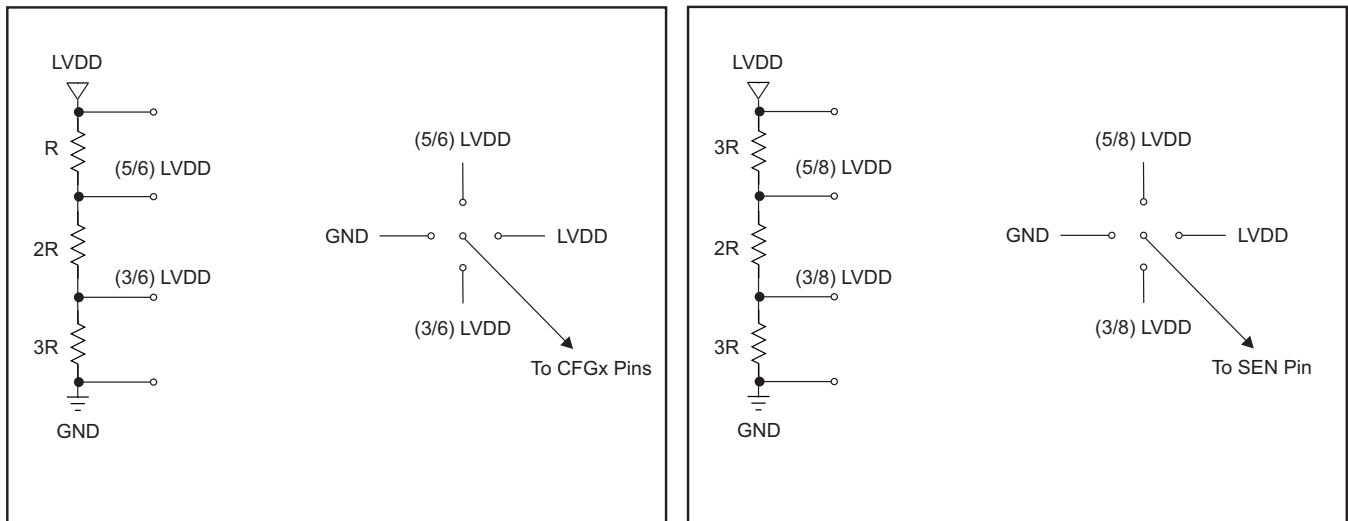 LVDD
R
(5/6) LVDD
2R
(3/6) LVDD
3R
GND
(5/6) LVDD
GND
LVDD
(3/6) LVDD
To CFGx Pins
LVDD
3R
(5/8) LVDD
2R
(3/8) LVDD
3R
GND
(5/8) LVDD
GND
LVDD
(3/8) LVDD
To SEN Pin